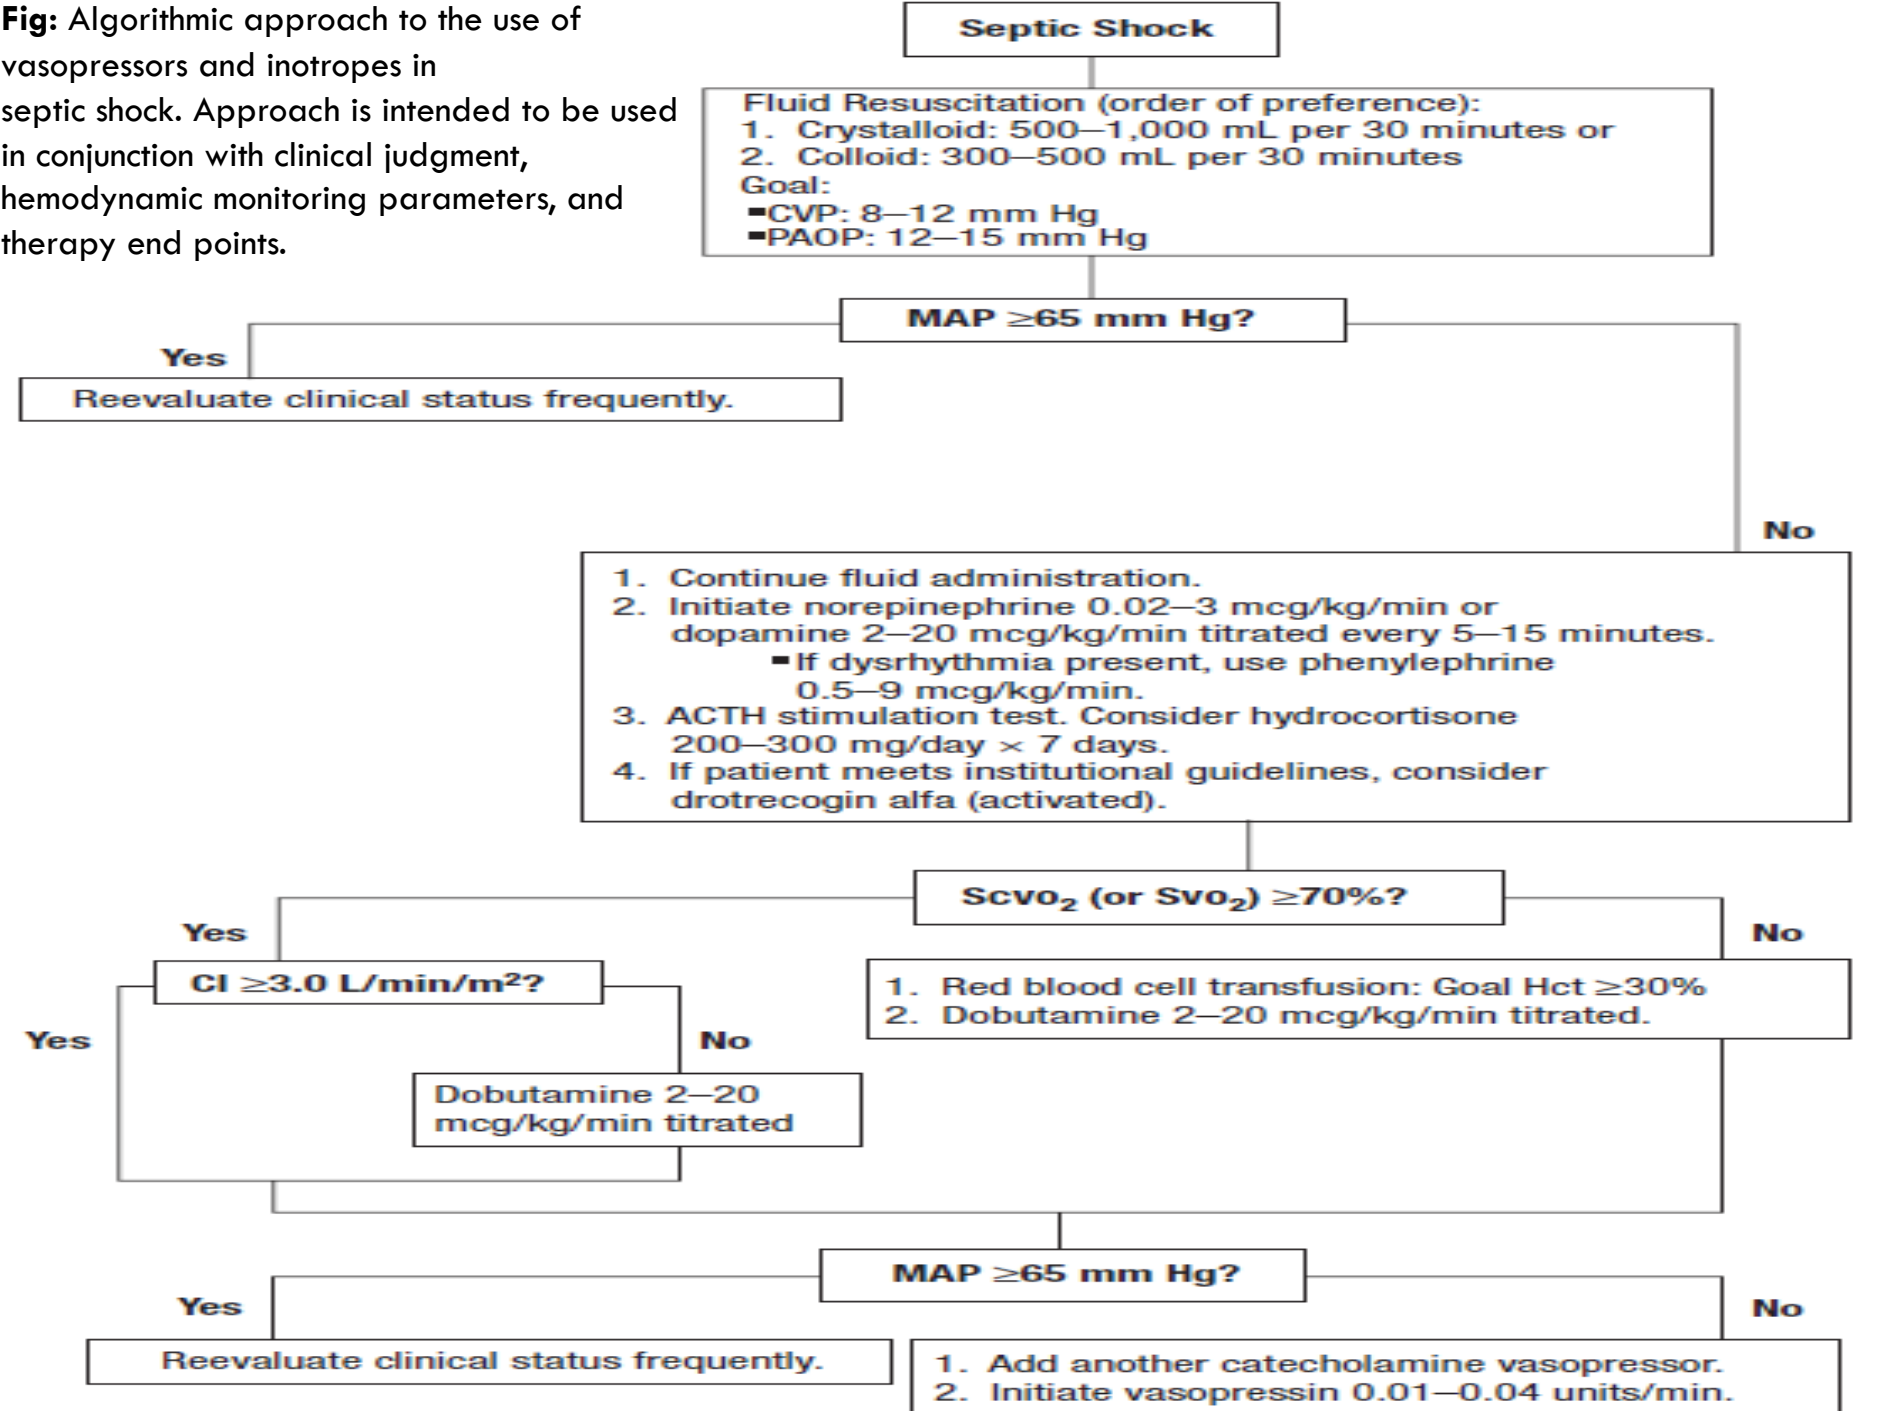 Fig: Algorithmic approach to the use of
vasopressors and inotropes in
septic shock. Approach is intended to be used
in conjunction with clinical judgment,
hemodynamic monitoring parameters, and
therapy end points.
Septic Shock
Fluid Resuscitation (order of preference):
1. Crystalloid: 500–1,000 mL per 30 minutes or
2. Colloid: 300–500 mL per 30 minutes
Goal:
▪CVP: 8–12 mm Hg
▪PAOP: 12–15 mm Hg
MAP ≥65 mm Hg?
Yes
Reevaluate clinical status frequently.
No
1. Continue fluid administration.
2. Initiate norepinephrine 0.02–3 mcg/kg/min or
dopamine 2–20 mcg/kg/min titrated every 5–15 minutes.
▪If dysrhythmia present, use phenylephrine
0.5–9 mcg/kg/min.
3. ACTH stimulation test. Consider hydrocortisone
200–300 mg/day × 7 days.
4. If patient meets institutional guidelines, consider
drotrecogin alfa (activated).
Scvo₂ (or Svo₂) ≥70%?
Yes
No
CI ≥3.0 L/min/m²?
1. Red blood cell transfusion: Goal Hct ≥30%
2. Dobutamine 2–20 mcg/kg/min titrated.
Yes
No
Dobutamine 2–20
mcg/kg/min titrated
MAP ≥65 mm Hg?
Yes
No
Reevaluate clinical status frequently.
1. Add another catecholamine vasopressor.
2. Initiate vasopressin 0.01–0.04 units/min.